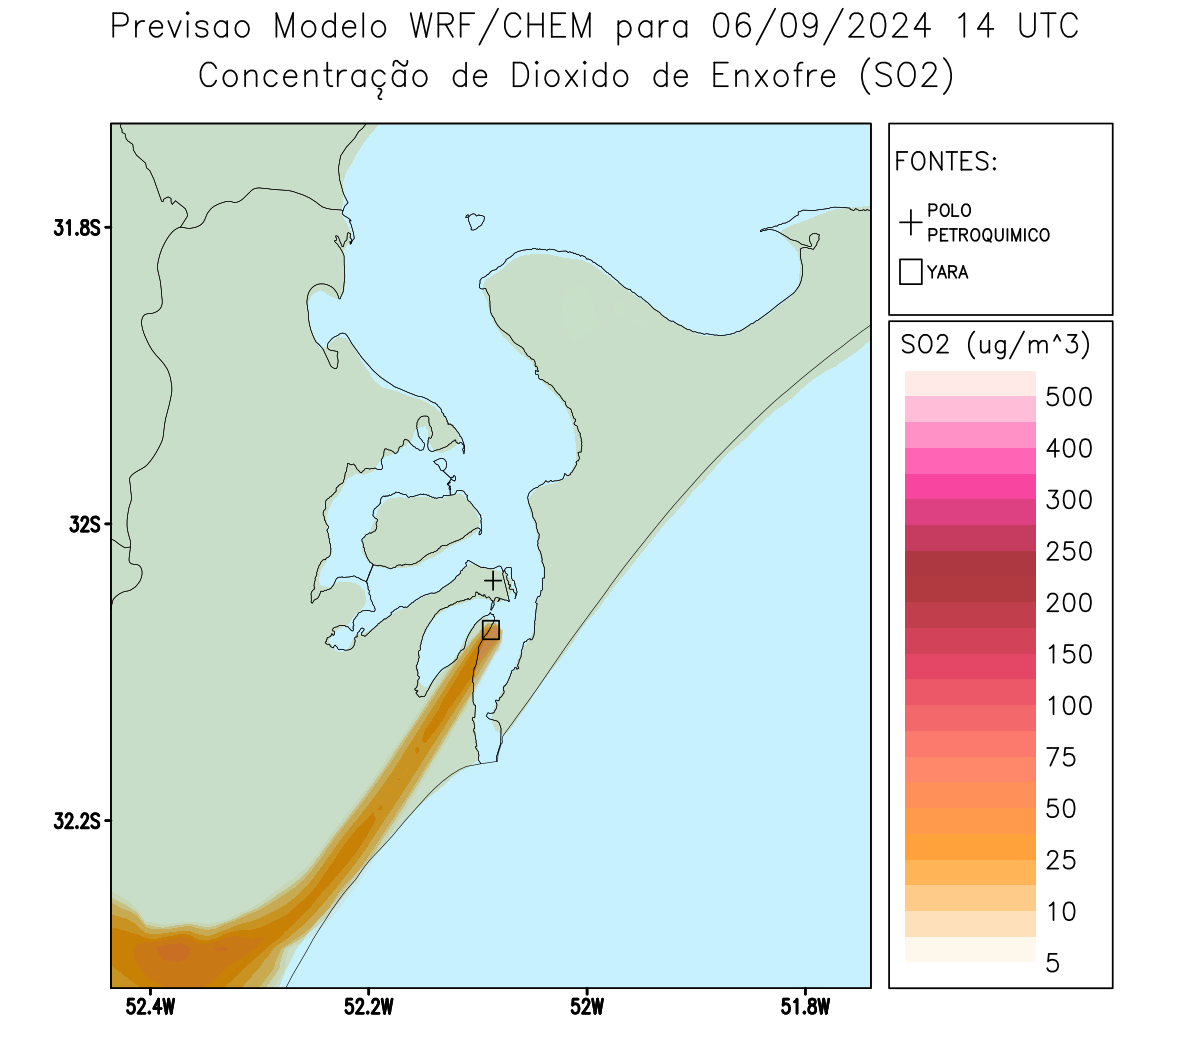 Previsao Modelo WRF/CHEM para 06/09/2024 14 UTC
Concentração de Dioxido de Enxofre (SO2)
FONTES:
POLO
PETROQUIMICO
YARA
31.8S
32S
32.2S
52.4W
52.2W
52W
51.8W
SO2 (ug/m^3)
500
400
300
250
200
150
100
75
50
25
10
5